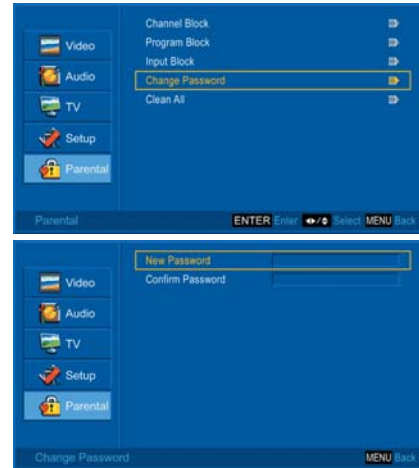 Channel Block
Video
Program Block
Input Block
Audio
Change Password
TV
Clean All
Setup
Parental
Parental ENTER Enter / Select MENU Back
New Password
Video
Confirm Password
Audio
TV
Setup
Parental
Change Password MENU Back